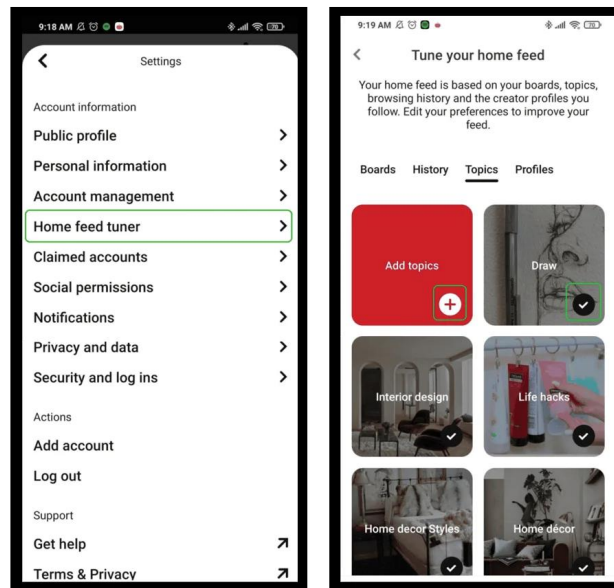 9:18 AM
70
Settings
Account information
Public profile
Personal information
Account management
Home feed tuner
Claimed accounts
Social permissions
Notifications
Privacy and data
Security and log ins
Actions
Add account
Log out
Support
Get help
Terms & Privacy
9:19 AM
70
Tune your home feed
Your home feed is based on your boards, topics,
browsing history and the creator profiles you
follow. Edit your preferences to improve your
feed.
Boards History Topics Profiles
Add topics
Draw
Interior design
Life hacks
Home decor Styles
Home décor